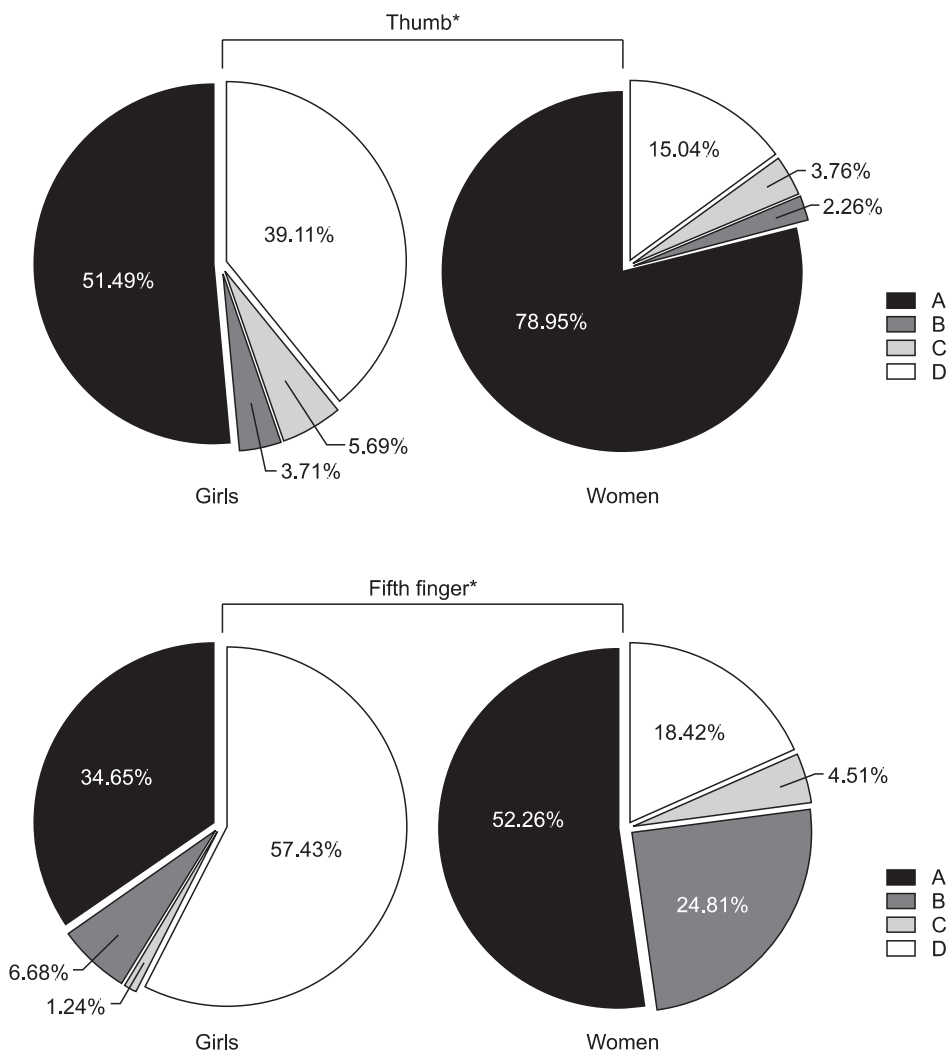 Thumb*
51.49%
39.11%
5.69%
3.71%
Girls
15.04%
3.76%
2.26%
78.95%
Women
A
B
C
D
Fifth finger*
34.65%
57.43%
6.68%
1.24%
Girls
18.42%
4.51%
52.26%
24.81%
Women
A
B
C
D